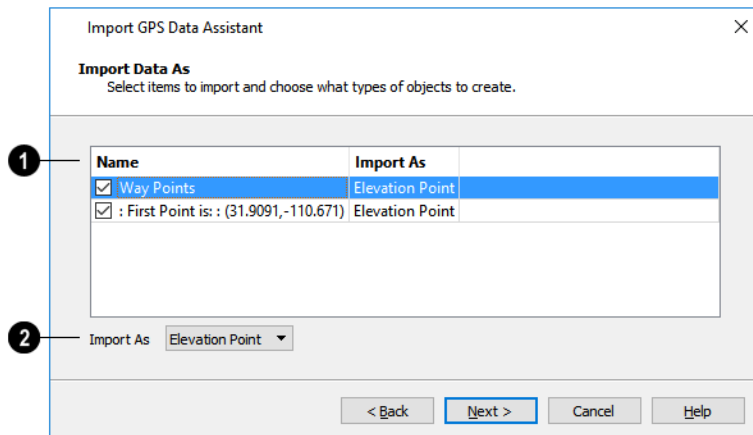 Import GPS Data Assistant
Import Data As
Select items to import and choose what types of objects to create.
1
Name Import As
Way Points Elevation Point
: First Point is: : (31.9091,-110.671) Elevation Point
2
Import As Elevation Point
< Back Next > Cancel Help